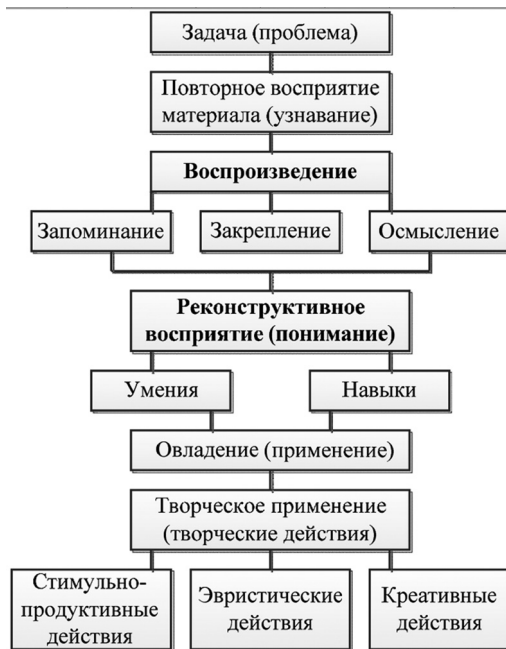 Задача (проблема)
Повторное восприятие
материала (узнавание)
Воспроизведение
Запоминание
Закрепление
Осмысление
Реконструктивное
восприятие (понимание)
Умения
Навыки
Овладение (применение)
Творческое применение
(творческие действия)
Стимульно-
продуктивные
действия
Эвристические
действия
Креативные
действия